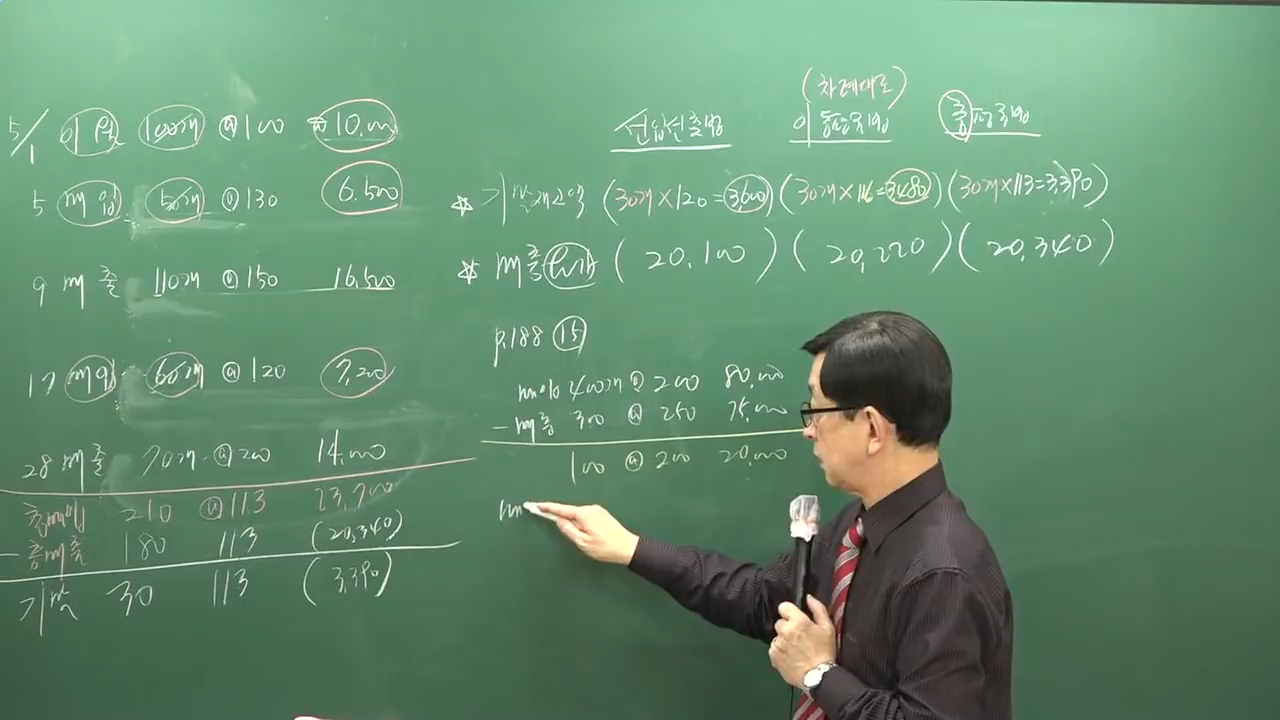 5/1 이월 100개 @100 10,000
5 매입 50개 @130 6,500
9 매출 110개 @150 16,500
17 매입 60개 @120 7,200
28 매출 70개 @200 14,000
총매입 210 @113 23,700
- 총매출 180 113 (20,340)
기말 30 113 (3,390)
(차례대로)
선입선출법 이동평균법 총평균법
☆ 기말재고액 (30개×120=3,600) (30개×116=3,480) (30개×113=3,390)
☆ 매출원가 (20,100) (20,220) (20,340)
p.188 ⑮
400개 @ 200 80,000
- 매출 300 @ 250 75,000
100 @ 200 20,000